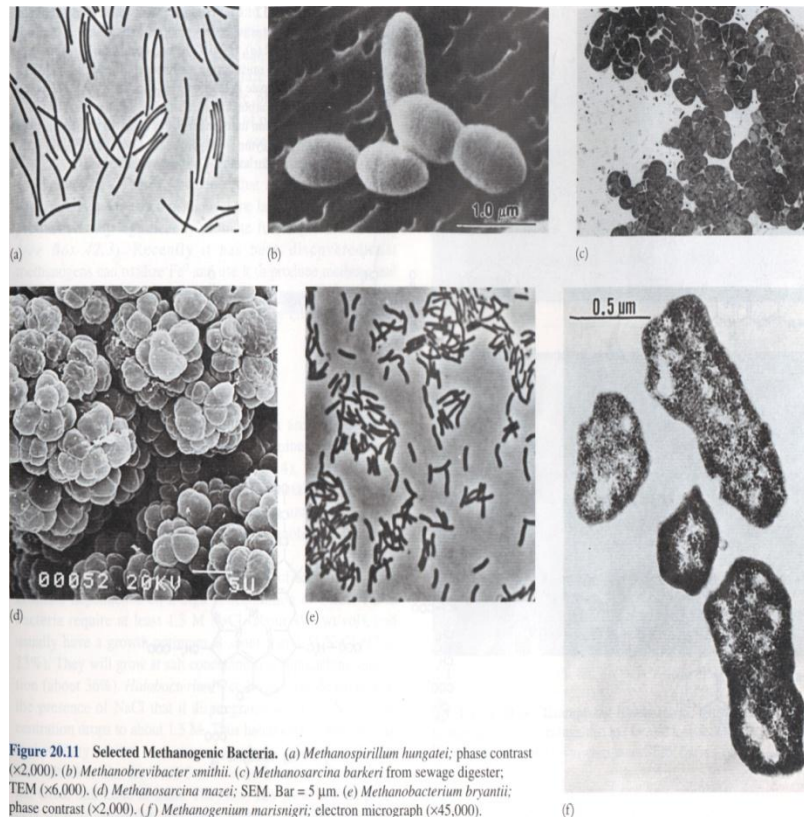 (a)
1.0 μm
(b)
(c)
00052 20KV 5U
(d)
(e)
0.5 μm
(f)
Figure 20.11 Selected Methanogenic Bacteria. (a) Methanospirillum hungatei; phase contrast
(×2,000). (b) Methanobrevibacter smithii. (c) Methanosarcina barkeri from sewage digester;
TEM (×6,000). (d) Methanosarcina mazei; SEM. Bar = 5 μm. (e) Methanobacterium bryantii;
phase contrast (×2,000). (f) Methanogenium marisnigri; electron micrograph (×45,000).